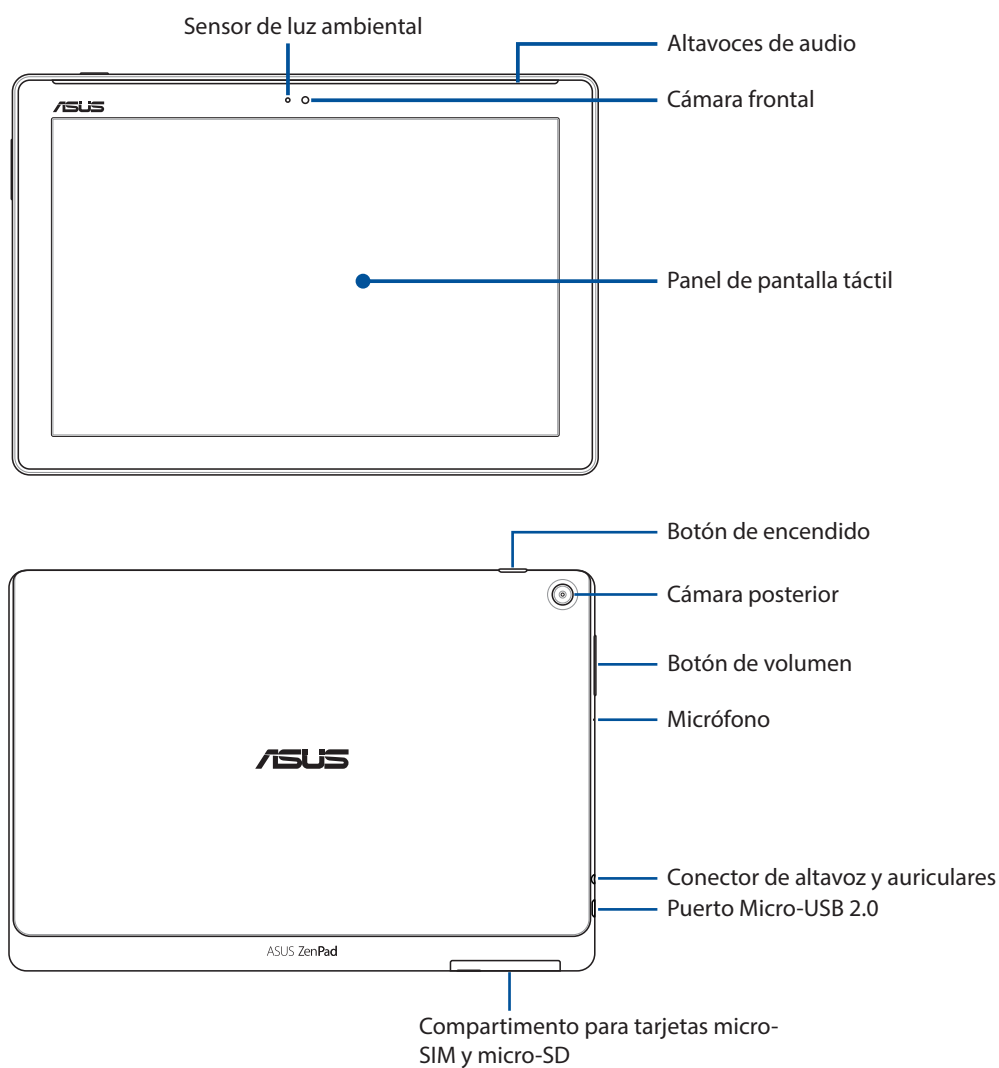 Sensor de luz ambiental
Altavoces de audio
Cámara frontal
ASUS
Panel de pantalla táctil
Botón de encendido
Cámara posterior
Botón de volumen
Micrófono
ASUS
Conector de altavoz y auriculares
Puerto Micro-USB 2.0
ASUS ZenPad
Compartimento para tarjetas micro-
SIM y micro-SD